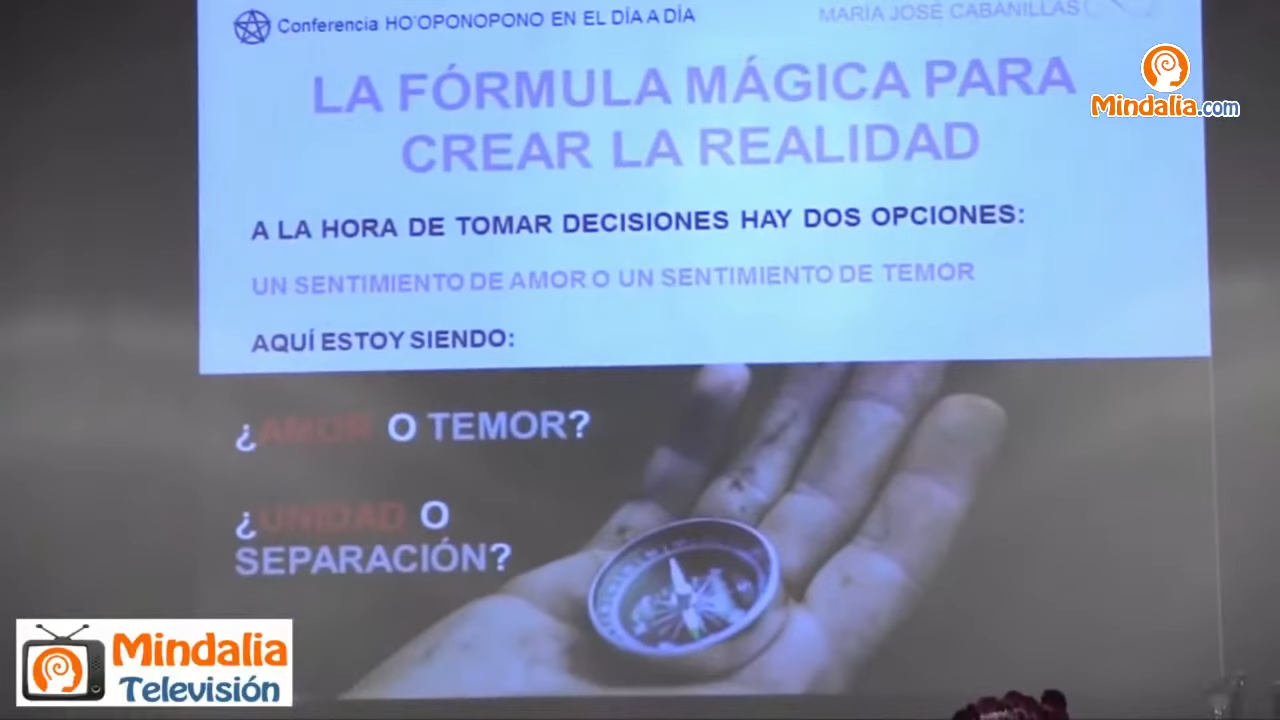 Conferencia HO'OPONOPONO EN EL DÍA A DÍA
MARÍA JOSÉ CABANILLAS
Mindalia.com
LA FÓRMULA MÁGICA PARA
CREAR LA REALIDAD
A LA HORA DE TOMAR DECISIONES HAY DOS OPCIONES:
UN SENTIMIENTO DE AMOR O UN SENTIMIENTO DE TEMOR
AQUÍ ESTOY SIENDO:
¿AMOR O TEMOR?
¿UNIDAD O
SEPARACIÓN?
Mindalia
Televisión